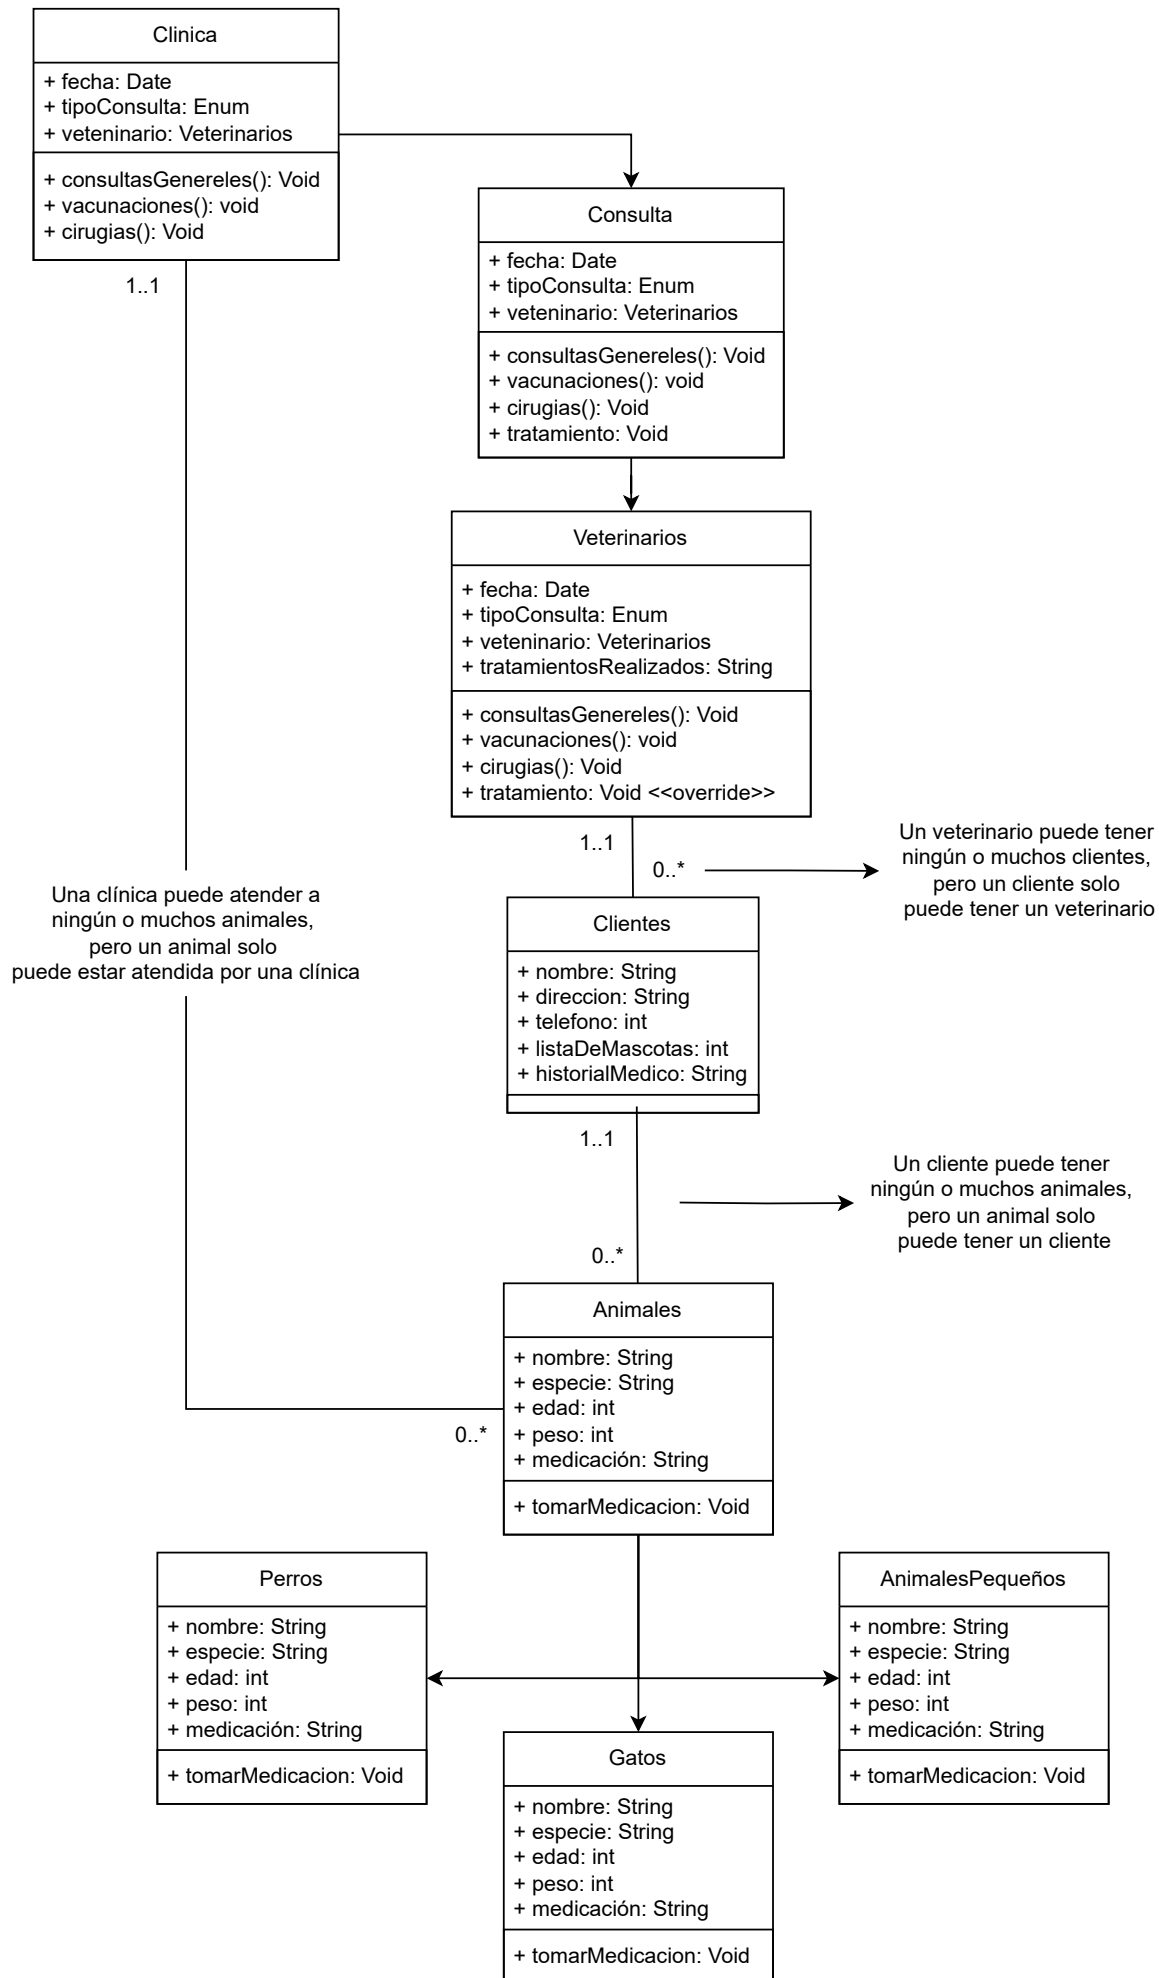 Clinica
+ fecha: Date
+ tipoConsulta: Enum
+ veteninario: Veterinarios
+ consultasGenereles(): Void
+ vacunaciones(): void
+ cirugias(): Void
1..1
Consulta
+ fecha: Date
+ tipoConsulta: Enum
+ veteninario: Veterinarios
+ consultasGenereles(): Void
+ vacunaciones(): void
+ cirugias(): Void
+ tratamiento: Void
Veterinarios
+ fecha: Date
+ tipoConsulta: Enum
+ veteninario: Veterinarios
+ tratamientosRealizados: String
+ consultasGenereles(): Void
+ vacunaciones(): void
+ cirugias(): Void
+ tratamiento: Void <<override>>
1..1
0..*
Un veterinario puede tener
ningún o muchos clientes,
pero un cliente solo
puede tener un veterinario
Una clínica puede atender a
ningún o muchos animales,
pero un animal solo
puede estar atendida por una clínica
Clientes
+ nombre: String
+ direccion: String
+ telefono: int
+ listaDeMascotas: int
+ historialMedico: String
1..1
Un cliente puede tener
ningún o muchos animales,
pero un animal solo
puede tener un cliente
0..*
Animales
+ nombre: String
+ especie: String
+ edad: int
+ peso: int
+ medicación: String
+ tomarMedicacion: Void
0..*
Perros
+ nombre: String
+ especie: String
+ edad: int
+ peso: int
+ medicación: String
+ tomarMedicacion: Void
AnimalesPequeños
+ nombre: String
+ especie: String
+ edad: int
+ peso: int
+ medicación: String
+ tomarMedicacion: Void
Gatos
+ nombre: String
+ especie: String
+ edad: int
+ peso: int
+ medicación: String
+ tomarMedicacion: Void